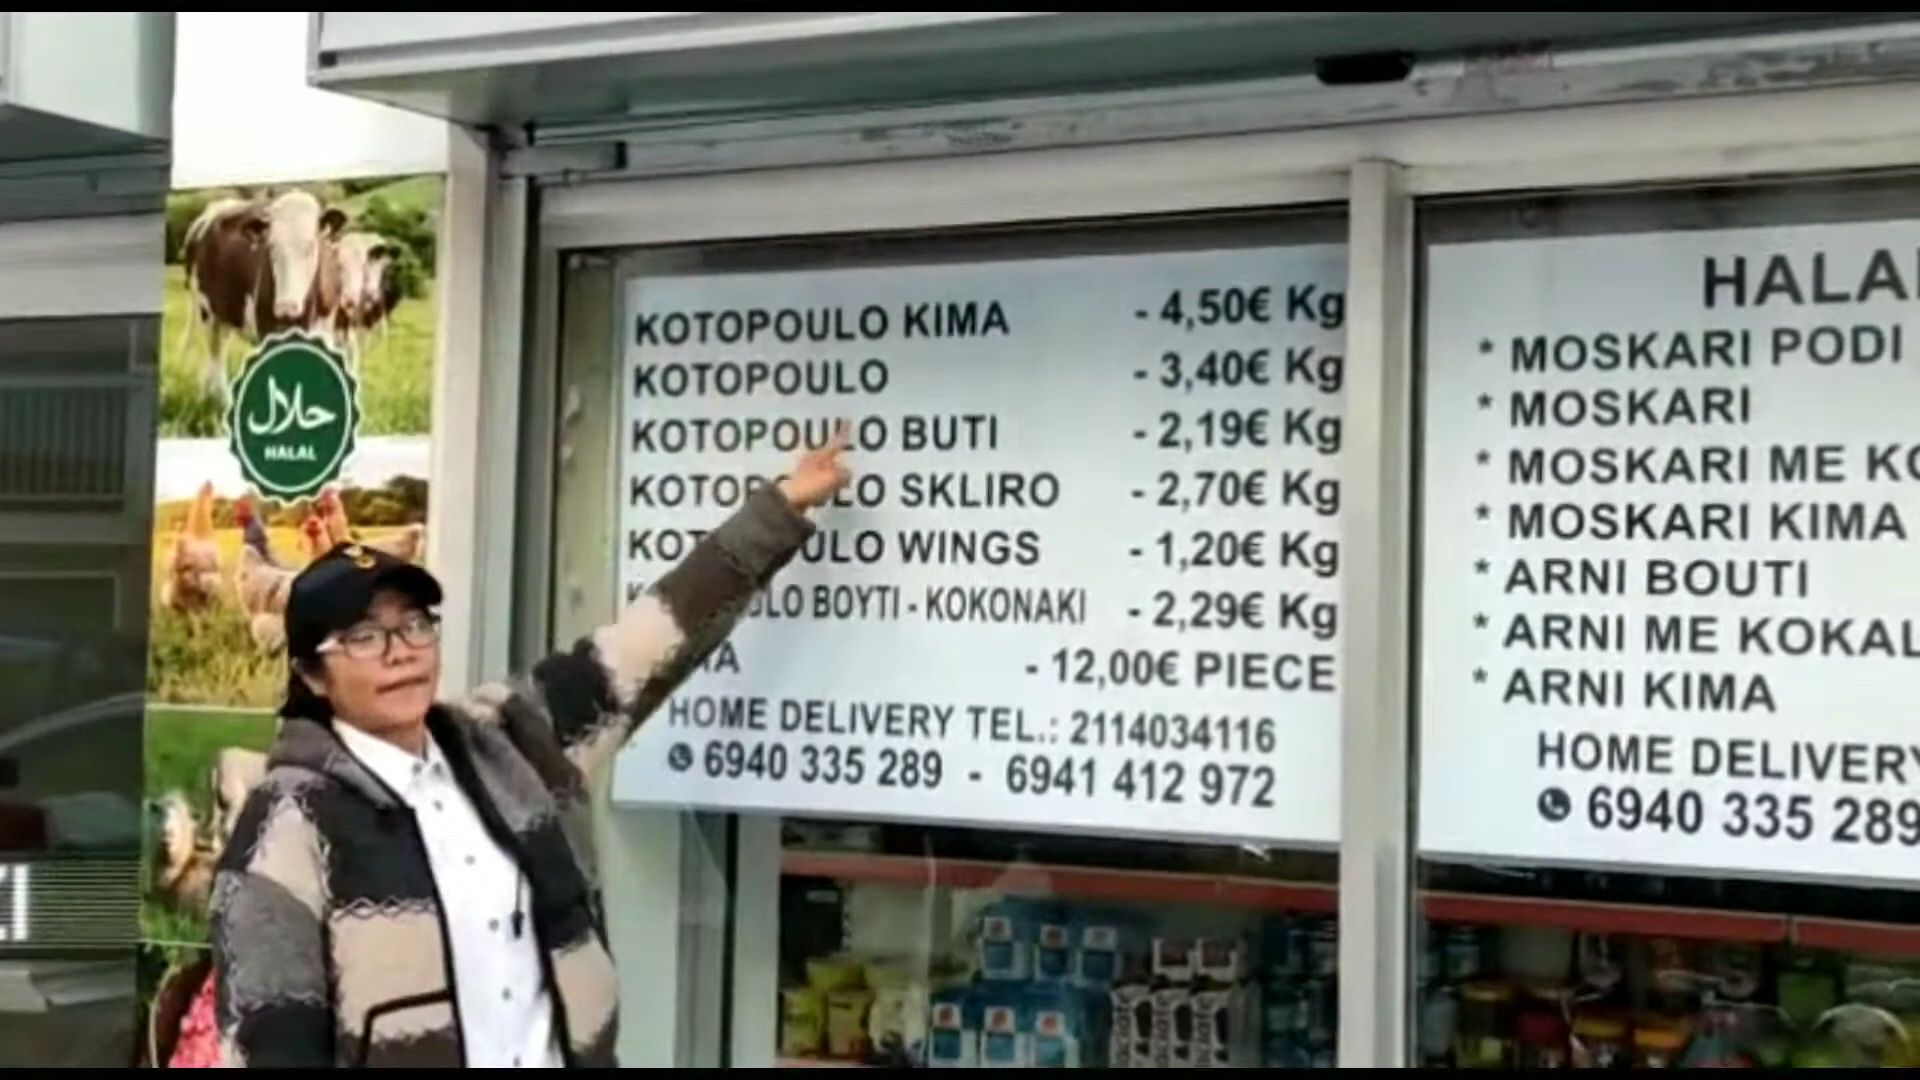 حلال
HALAL
KOTOPOULO KIMA - 4,50€ Kg
KOTOPOULO - 3,40€ Kg
KOTOPOULO BUTI - 2,19€ Kg
KOTOPOULO SKLIRO - 2,70€ Kg
KOTOPOULO WINGS - 1,20€ Kg
BOYTI - KOKONAKI - 2,29€ Kg
- 12,00€ PIECE
HOME DELIVERY TEL.: 2114034116
6940 335 289 - 6941 412 972
* MOSKARI PODI
* MOSKARI
* MOSKARI ME
* MOSKARI KIMA
* ARNI BOUTI
* ARNI ME KOKAL
* ARNI KIMA
HOME DELIVERY
6940 335 289